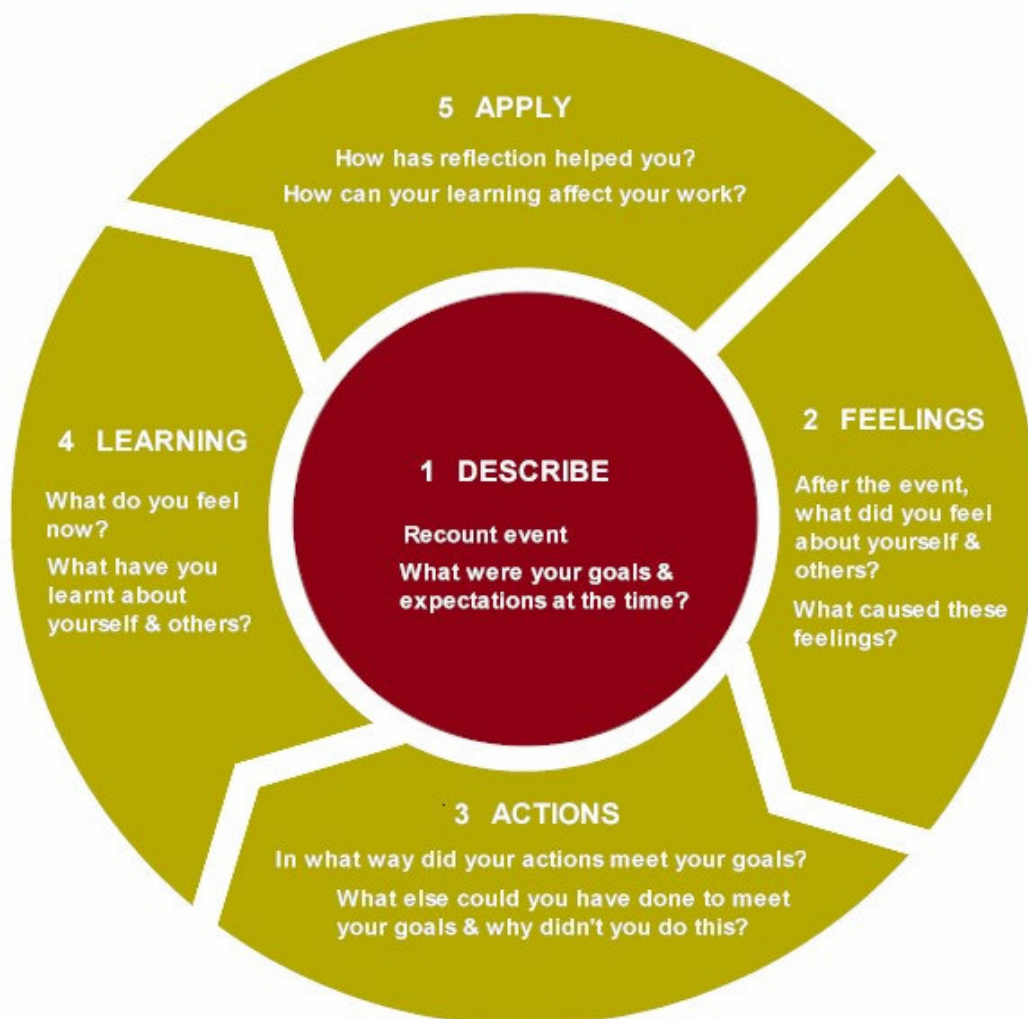 5 APPLY
How has reflection helped you?
How can your learning affect your work?
2 FEELINGS
After the event,
what did you feel
about yourself &
others?
What caused these
feelings?
4 LEARNING
What do you feel
now?
What have you
learnt about
yourself & others?
1 DESCRIBE
Recount event
What were your goals &
expectations at the time?
3 ACTIONS
In what way did your actions meet your goals?
What else could you have done to meet
your goals & why didn't you do this?